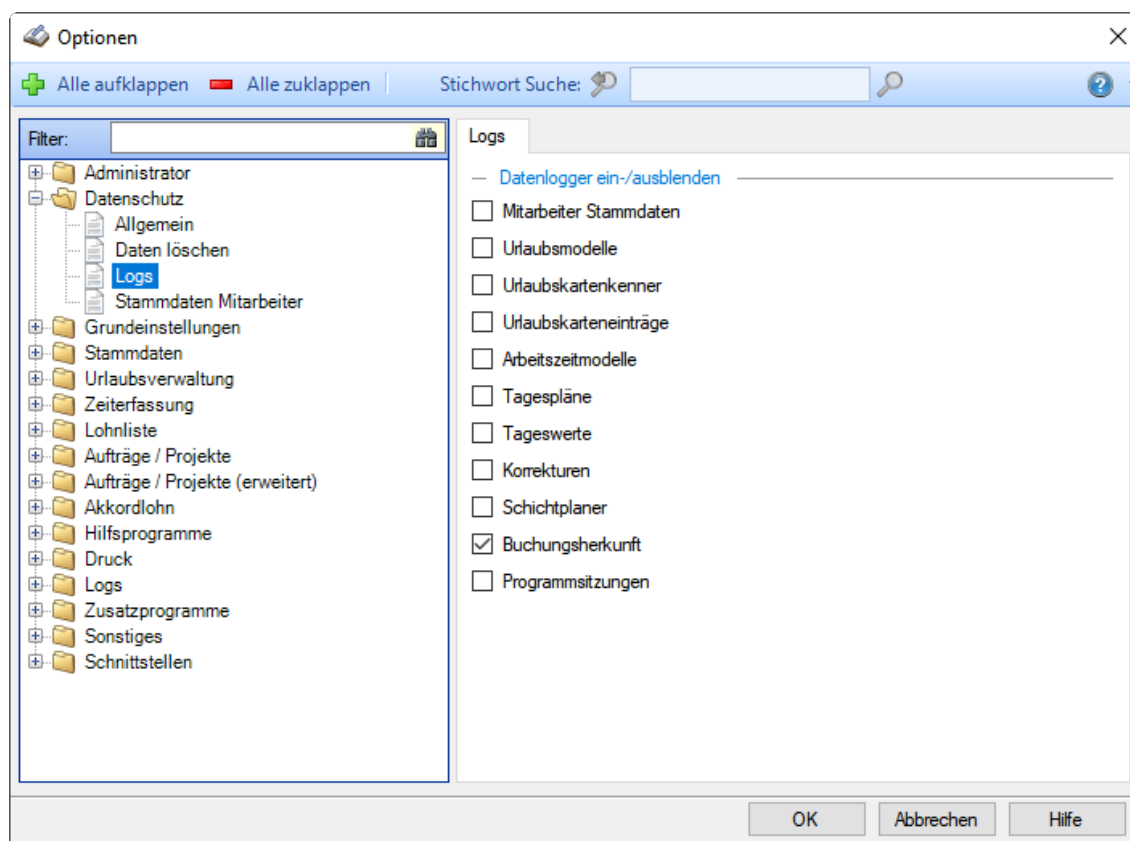 Optionen
Alle aufklappen Alle zuklappen Stichwort Suche:
Filter:
Administrator
Datenschutz
Allgemein
Daten löschen
Logs
Stammdaten Mitarbeiter
Grundeinstellungen
Stammdaten
Urlaubsverwaltung
Zeiterfassung
Lohnliste
Aufträge / Projekte
Aufträge / Projekte (erweitert)
Akkordlohn
Hilfsprogramme
Druck
Logs
Zusatzprogramme
Sonstiges
Schnittstellen
Logs
Datenlogger ein-/ausblenden
Mitarbeiter Stammdaten
Urlaubsmodelle
Urlaubskartenkenner
Urlaubskarteneinträge
Arbeitszeitmodelle
Tagespläne
Tageswerte
Korrekturen
Schichtplaner
Buchungsherkunft
Programmsitzungen
OK Abbrechen Hilfe